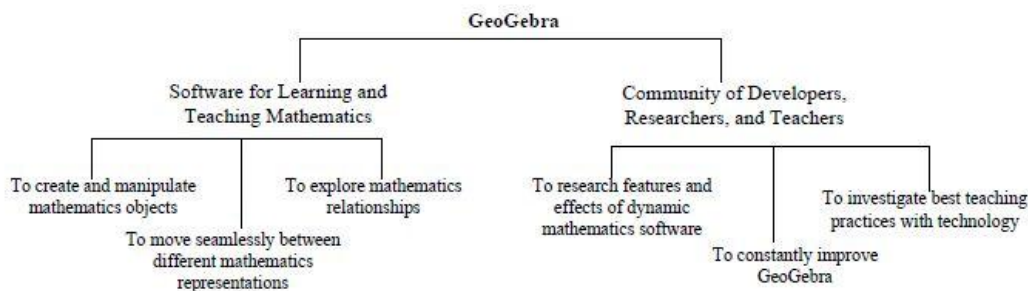 GeoGebra
Software for Learning and
Teaching Mathematics
To create and manipulate
mathematics objects
To move seamlessly between
different mathematics
representations
To explore mathematics
relationships
Community of Developers,
Researchers, and Teachers
To research features and
effects of dynamic
mathematics software
To constantly improve
GeoGebra
To investigate best teaching
practices with technology